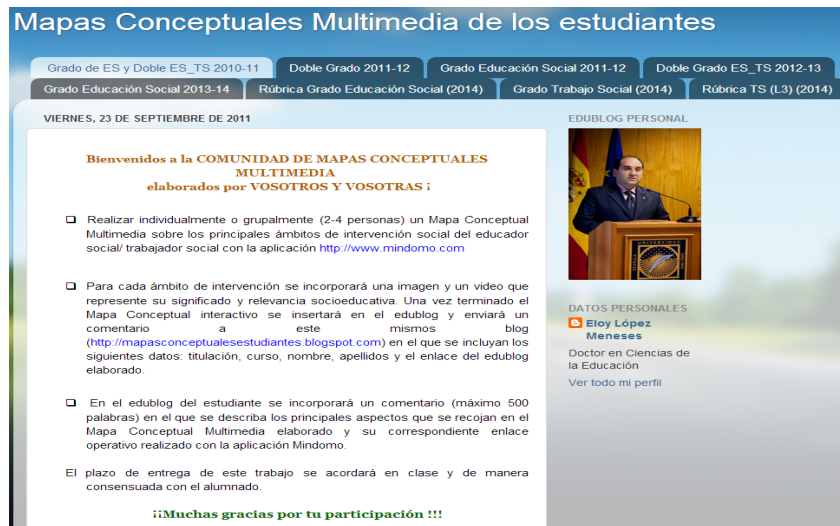 Mapas Conceptuales Multimedia de los estudiantes
Grado de ES y Doble ES_TS 2010-11
Doble Grado 2011-12
Grado Educación Social 2011-12
Doble Grado ES_TS 2012-13
Grado Educación Social 2013-14
Rúbrica Grado Educación Social (2014)
Grado Trabajo Social (2014)
Rúbrica TS (L3) (2014)
VIERNES, 23 DE SEPTIEMBRE DE 2011
Bienvenidos a la COMUNIDAD DE MAPAS CONCEPTUALES
MULTIMEDIA
elaborados por VOSOTROS Y VOSOTRAS ¡
Realizar individualmente o grupalmente (2-4 personas) un Mapa Conceptual
Multimedia sobre los principales ámbitos de intervención social del educador
social/ trabajador social con la aplicación http://www.mindomo.com
Para cada ámbito de intervención se incorporará una imagen y un video que
represente su significado y relevancia socioeducativa. Una vez terminado el
Mapa Conceptual interactivo se insertará en el edublog y enviará un
comentario a este mismos blog
(http://mapasconceptualesestudiantes.blogspot.com) en el que se incluyan los
siguientes datos: titulación, curso, nombre, apellidos y el enlace del edublog
elaborado.
En el edublog del estudiante se incorporará un comentario (máximo 500
palabras) en el que se describa los principales aspectos que se recojan en el
Mapa Conceptual Multimedia elaborado y su correspondiente enlace
operativo realizado con la aplicación Mindomo.
El plazo de entrega de este trabajo se acordará en clase y de manera
consensuada con el alumnado.
¡¡Muchas gracias por tu participación !!!
EDUBLOG PERSONAL
UNIVERSIDAD
DATOS PERSONALES
Eloy López
Meneses
Doctor en Ciencias de
la Educación
Ver todo mi perfil